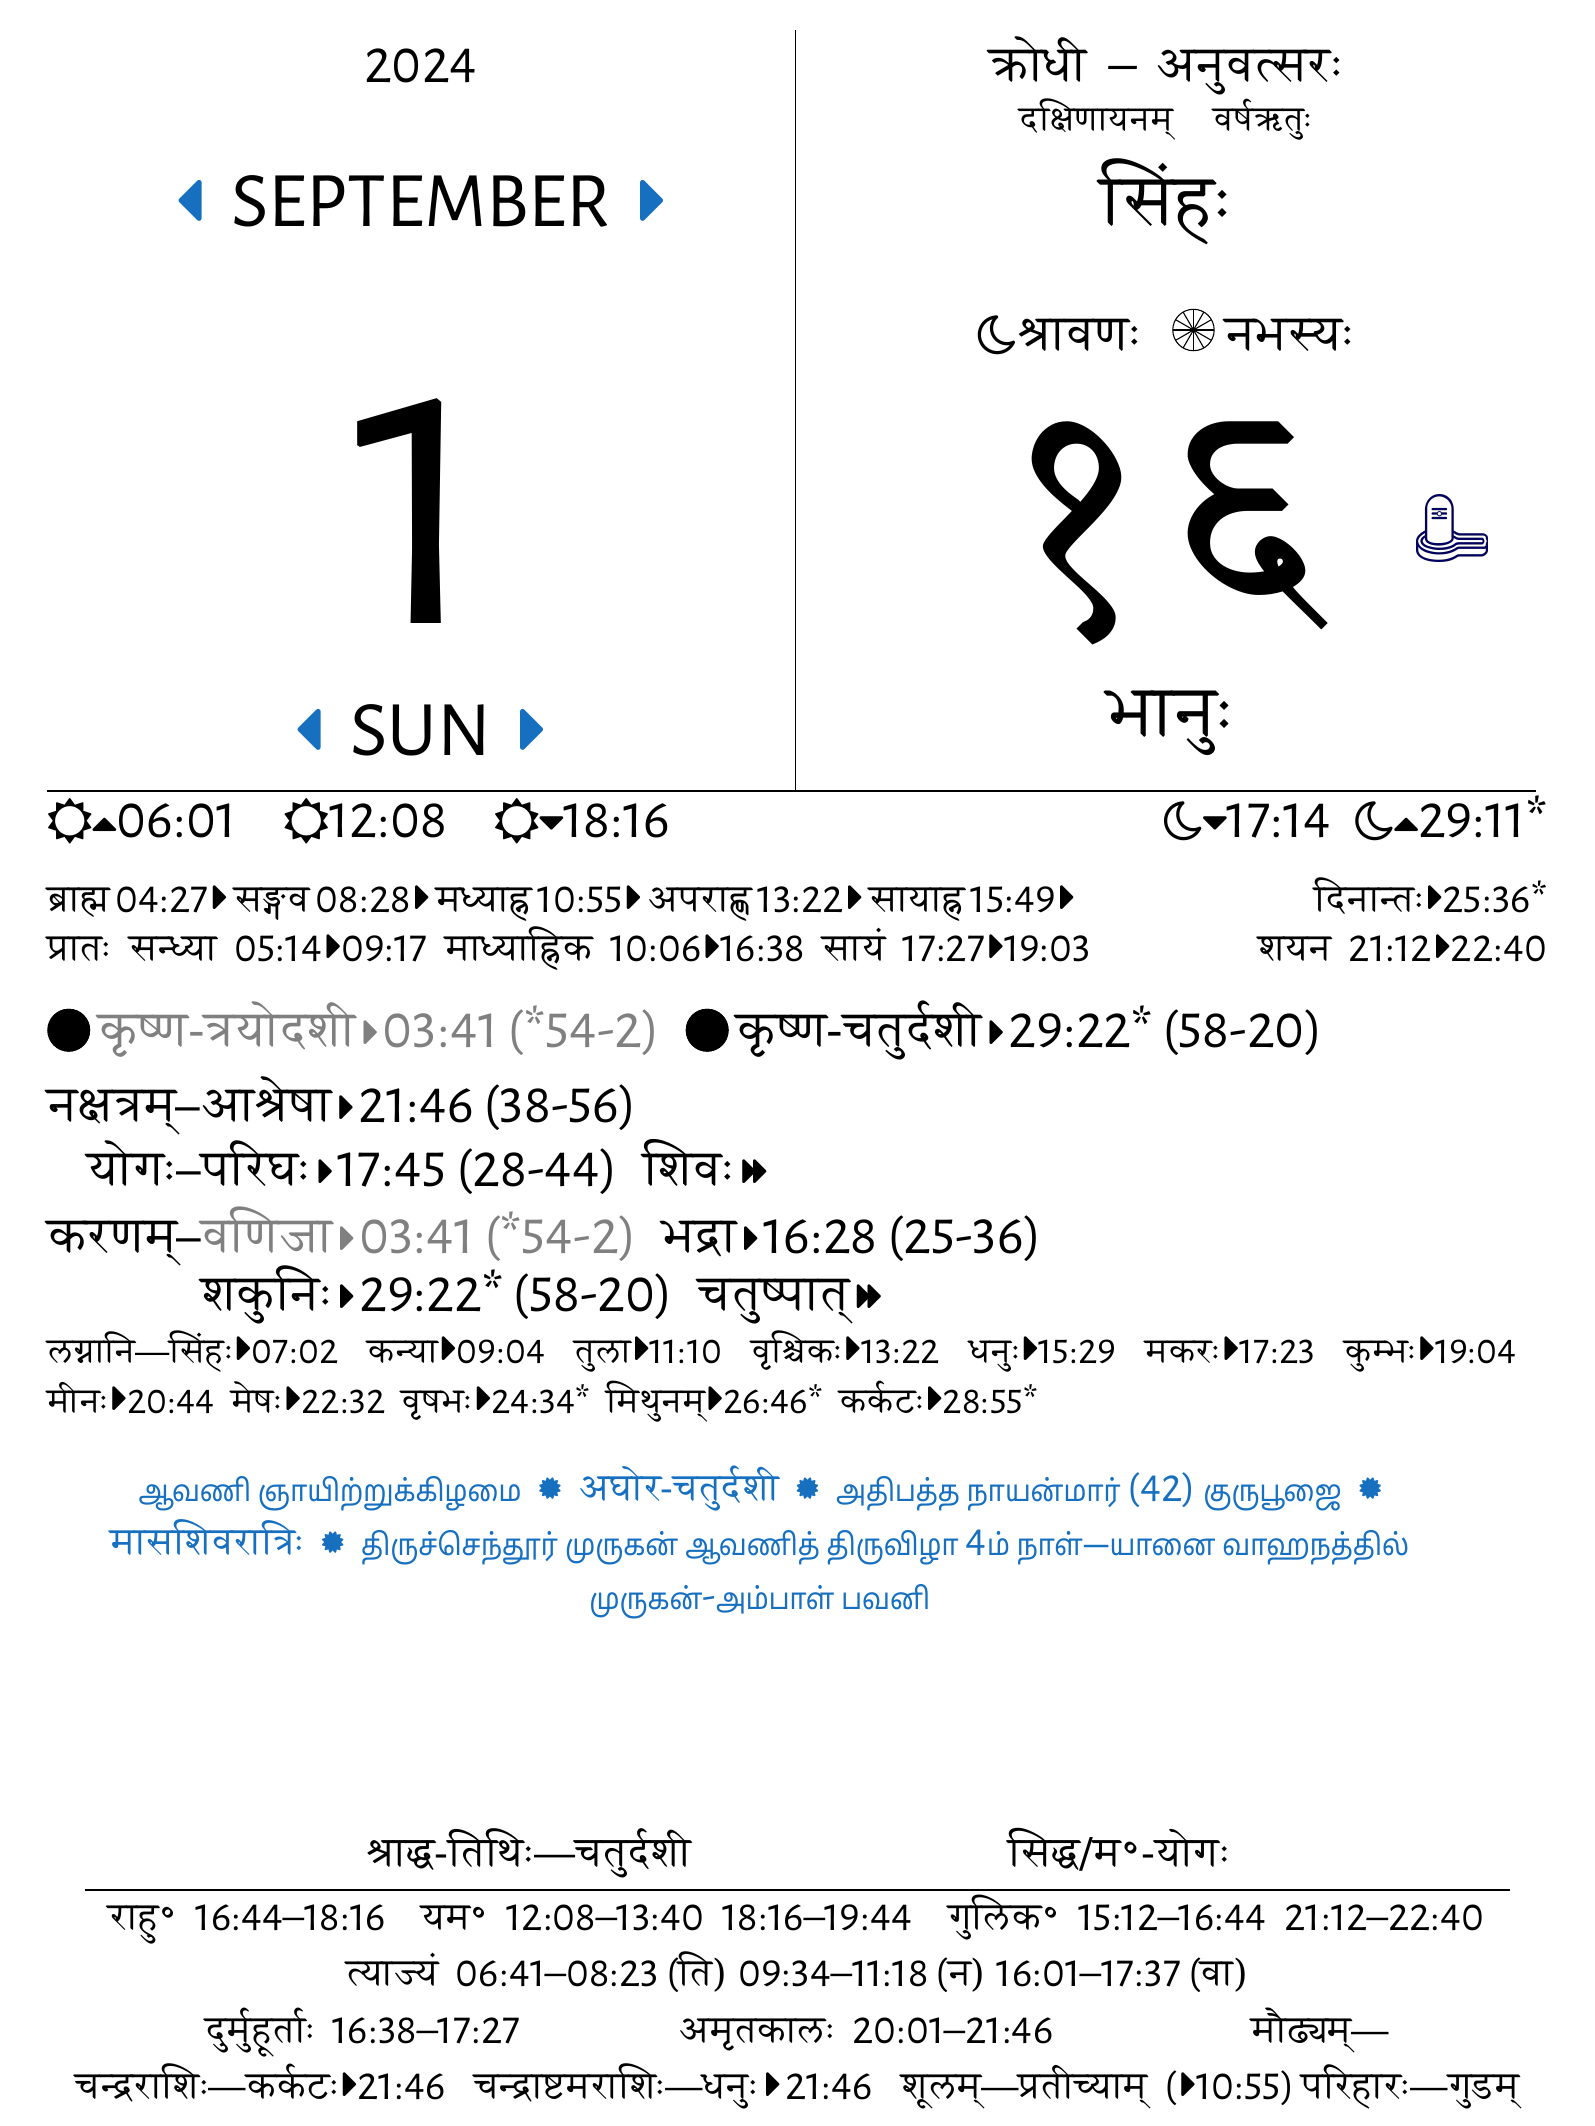 2024
SEPTEMBER
1
SUN
क्रोधी – अनुवत्सरः
दक्षिणायनम् वर्षऋतुः
सिंहः
श्रावणः नभस्यः
१६
भानुः
06:01 12:08 18:16 17:14 29:11*
ब्राह्म 04:27 सङ्गव 08:28 मध्याह्न 10:55 अपराह्ण 13:22 सायाह्न 15:49 दिनान्तः 25:36*
प्रातः सन्ध्या 05:14 09:17 माध्याह्निक 10:06 16:38 सायं 17:27 19:03 शयन 21:12 22:40
कृष्ण-त्रयोदशी 03:41 (*54-2) कृष्ण-चतुर्दशी 29:22* (58-20)
नक्षत्रम्–आश्रेषा 21:46 (38-56)
योगः–परिघः 17:45 (28-44) शिवः
करणम्–वणिजा 03:41 (*54-2) भद्रा 16:28 (25-36)
शकुनिः 29:22* (58-20) चतुष्पात्
लग्नानि—सिंहः 07:02 कन्या 09:04 तुला 11:10 वृश्चिकः 13:22 धनुः 15:29 मकरः 17:23 कुम्भः 19:04
मीनः 20:44 मेषः 22:32 वृषभः 24:34* मिथुनम् 26:46* कर्कटः 28:55*
ஆவணி ஞாயிற்றுக்கிழமை अघोर-चतुर्दशी அதிபத்த நாயன்மார் (42) குருபூஜை
मासशिवरात्रिः திருச்செந்தூர் முருகன் ஆவணித் திருவிழா 4ம் நாள்—யானை வாஹநத்தில்
முருகன்-அம்பாள் பவனி
श्राद्ध-तिथिः—चतुर्दशी सिद्ध/म॰-योगः
राहु॰ 16:44–18:16 यम॰ 12:08–13:40 18:16–19:44 गुलिक॰ 15:12–16:44 21:12–22:40
त्याज्यं 06:41–08:23 (ति) 09:34–11:18 (न) 16:01–17:37 (वा)
दुर्मुहूर्ताः 16:38–17:27 अमृतकालः 20:01–21:46 मौढ्यम्—
चन्द्रराशिः—कर्कटः 21:46 चन्द्राष्टमराशिः—धनुः 21:46 शूलम्—प्रतीच्याम् (10:55) परिहारः—गुडम्